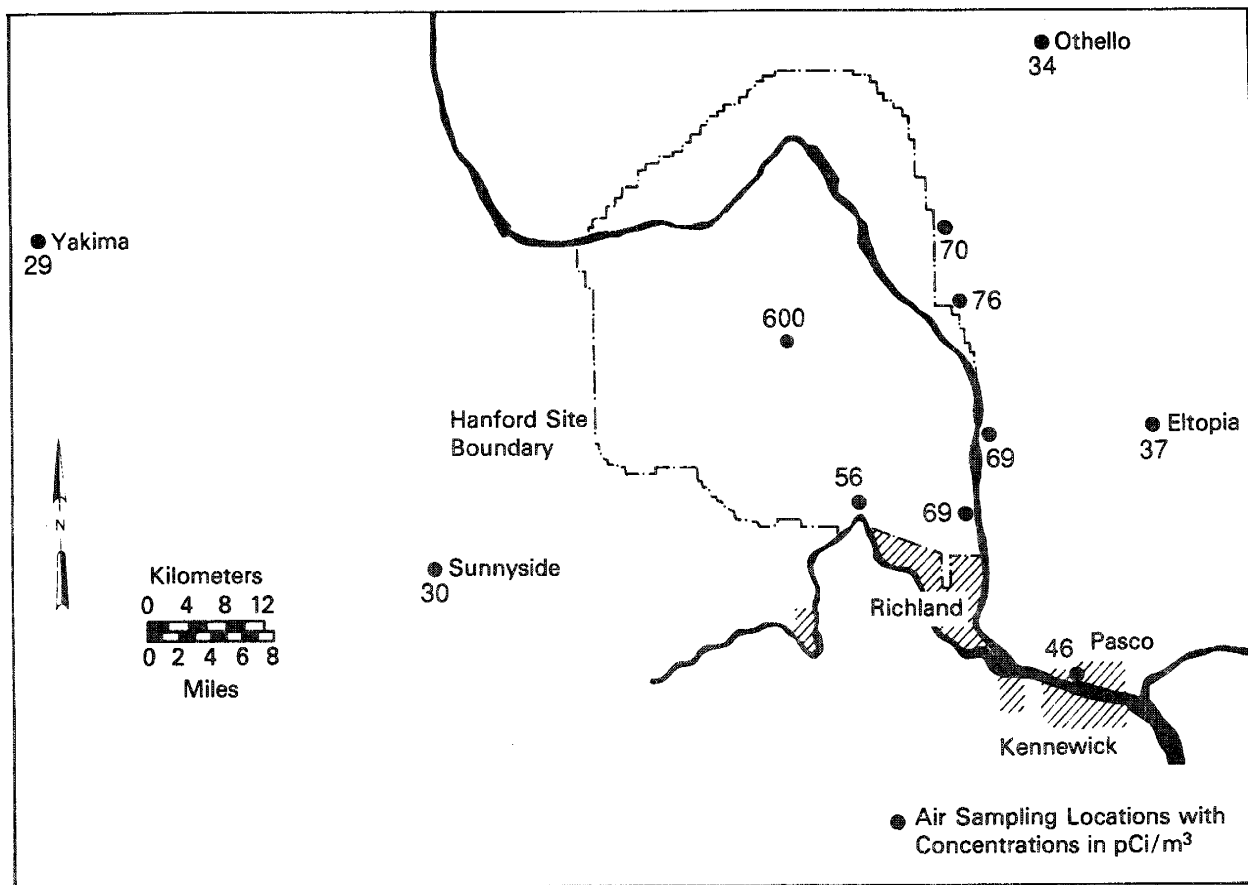 Othello
34
Yakima
29
70
76
600
Hanford Site
Boundary
Eltopia
37
69
56
69
N
Sunnyside
30
Kilometers
0 4 8 12
0 2 4 6 8
Miles
Richland
46
Pasco
Kennewick
Air Sampling Locations with
Concentrations in pCi/m³